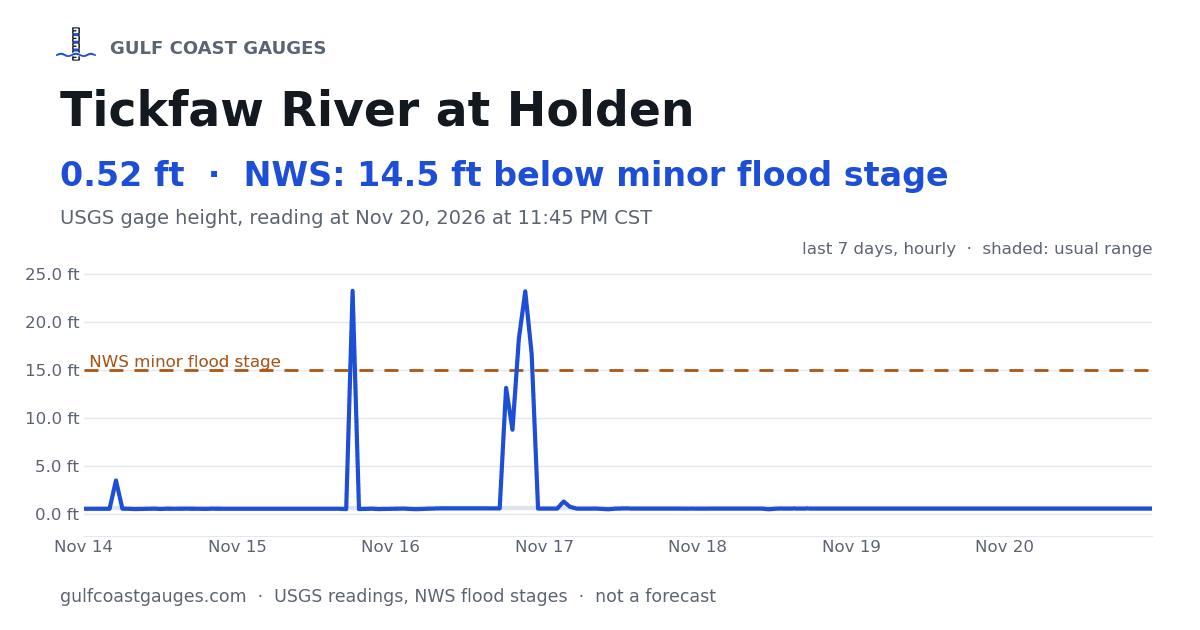 GULF COAST GAUGES
Tickfaw River at Holden
0.52 ft · NWS: 14.5 ft below minor flood stage
USGS gage height, reading at Nov 20, 2026 at 11:45 PM CST
last 7 days, hourly · shaded: usual range
25.0 ft
20.0 ft
NWS minor flood stage
15.0 ft
10.0 ft
5.0 ft
0.0 ft
Nov 14 Nov 15 Nov 16 Nov 17 Nov 18 Nov 19 Nov 20
gulfcoastgauges.com · USGS readings, NWS flood stages · not a forecast